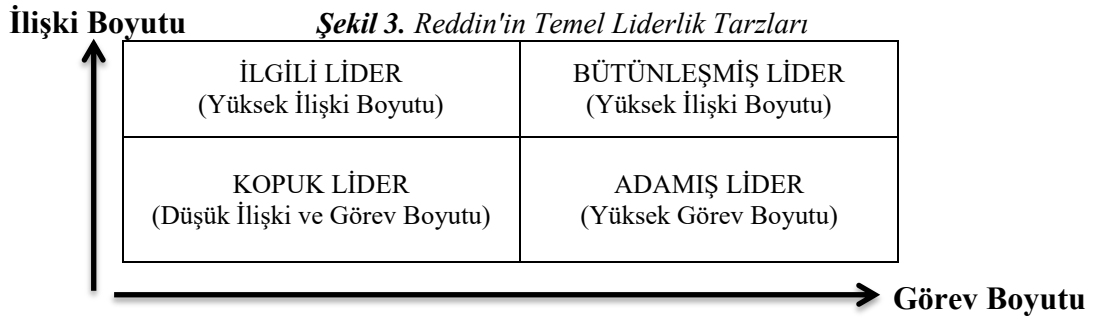 İlişki Boyutu
Şekil 3. Reddin'in Temel Liderlik Tarzları
İLGİLİ LİDER
(Yüksek İlişki Boyutu)
BÜTÜNLEŞMİŞ LİDER
(Yüksek İlişki Boyutu)
KOPUK LİDER
(Düşük İlişki ve Görev Boyutu)
ADAMIŞ LİDER
(Yüksek Görev Boyutu)
Görev Boyutu